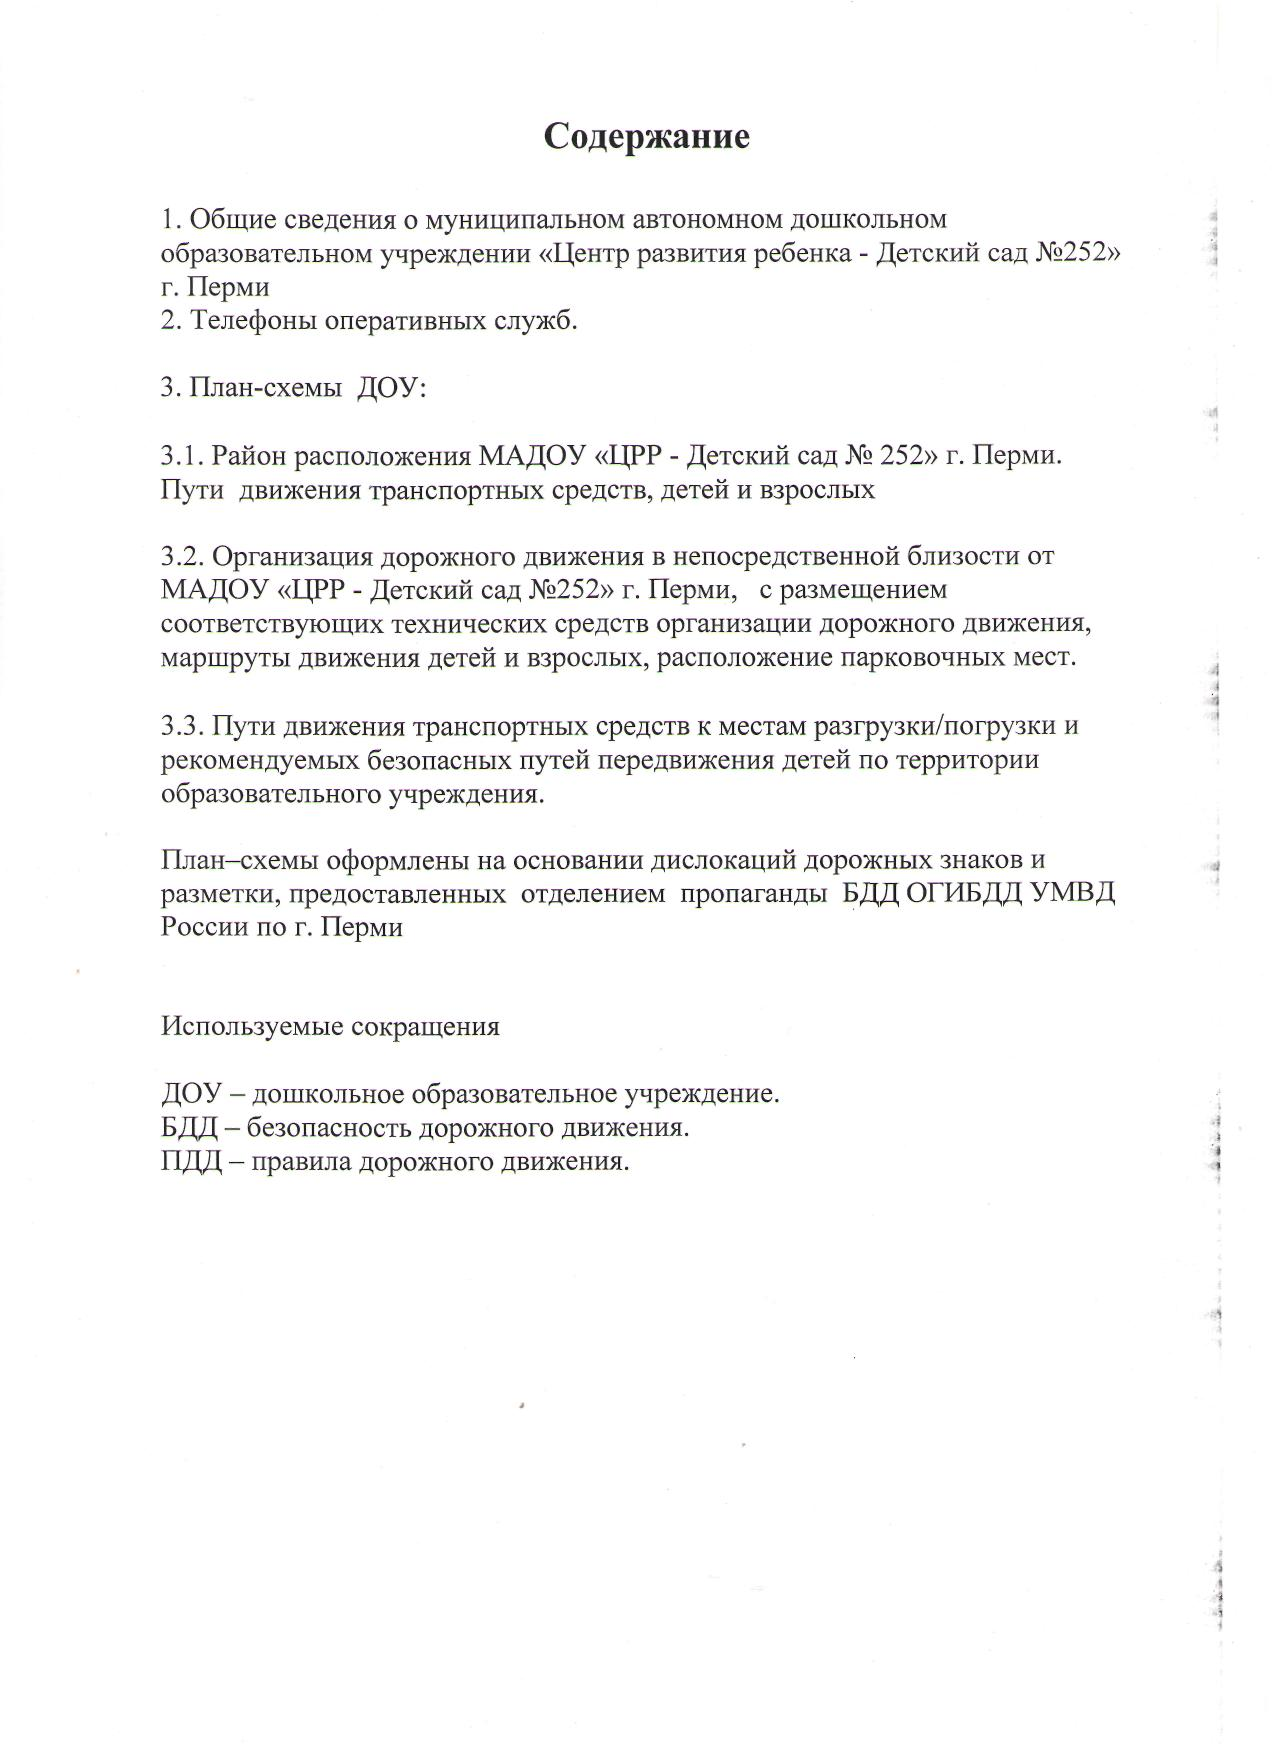 Содержание
1. Общие сведения о муниципальном автономном дошкольном
образовательном учреждении «Центр развития ребенка - Детский сад №252»
г. Перми
2. Телефоны оперативных служб.
3. План-схемы  ДОУ:
3.1. Район расположения МАДОУ «ЦРР - Детский сад № 252» г. Перми.
Пути  движения транспортных средств, детей и взрослых
3.2. Организация дорожного движения в непосредственной близости от
МАДОУ «ЦРР - Детский сад №252» г. Перми,   с размещением
соответствующих технических средств организации дорожного движения,
маршруты движения детей и взрослых, расположение парковочных мест.
3.3. Пути движения транспортных средств к местам разгрузки/погрузки и
рекомендуемых безопасных путей передвижения детей по территории
образовательного учреждения.
План–схемы оформлены на основании дислокаций дорожных знаков и
разметки, предоставленных  отделением  пропаганды  БДД ОГИБДД УМВД
России по г. Перми
Используемые сокращения
ДОУ – дошкольное образовательное учреждение.
БДД – безопасность дорожного движения.
ПДД – правила дорожного движения.